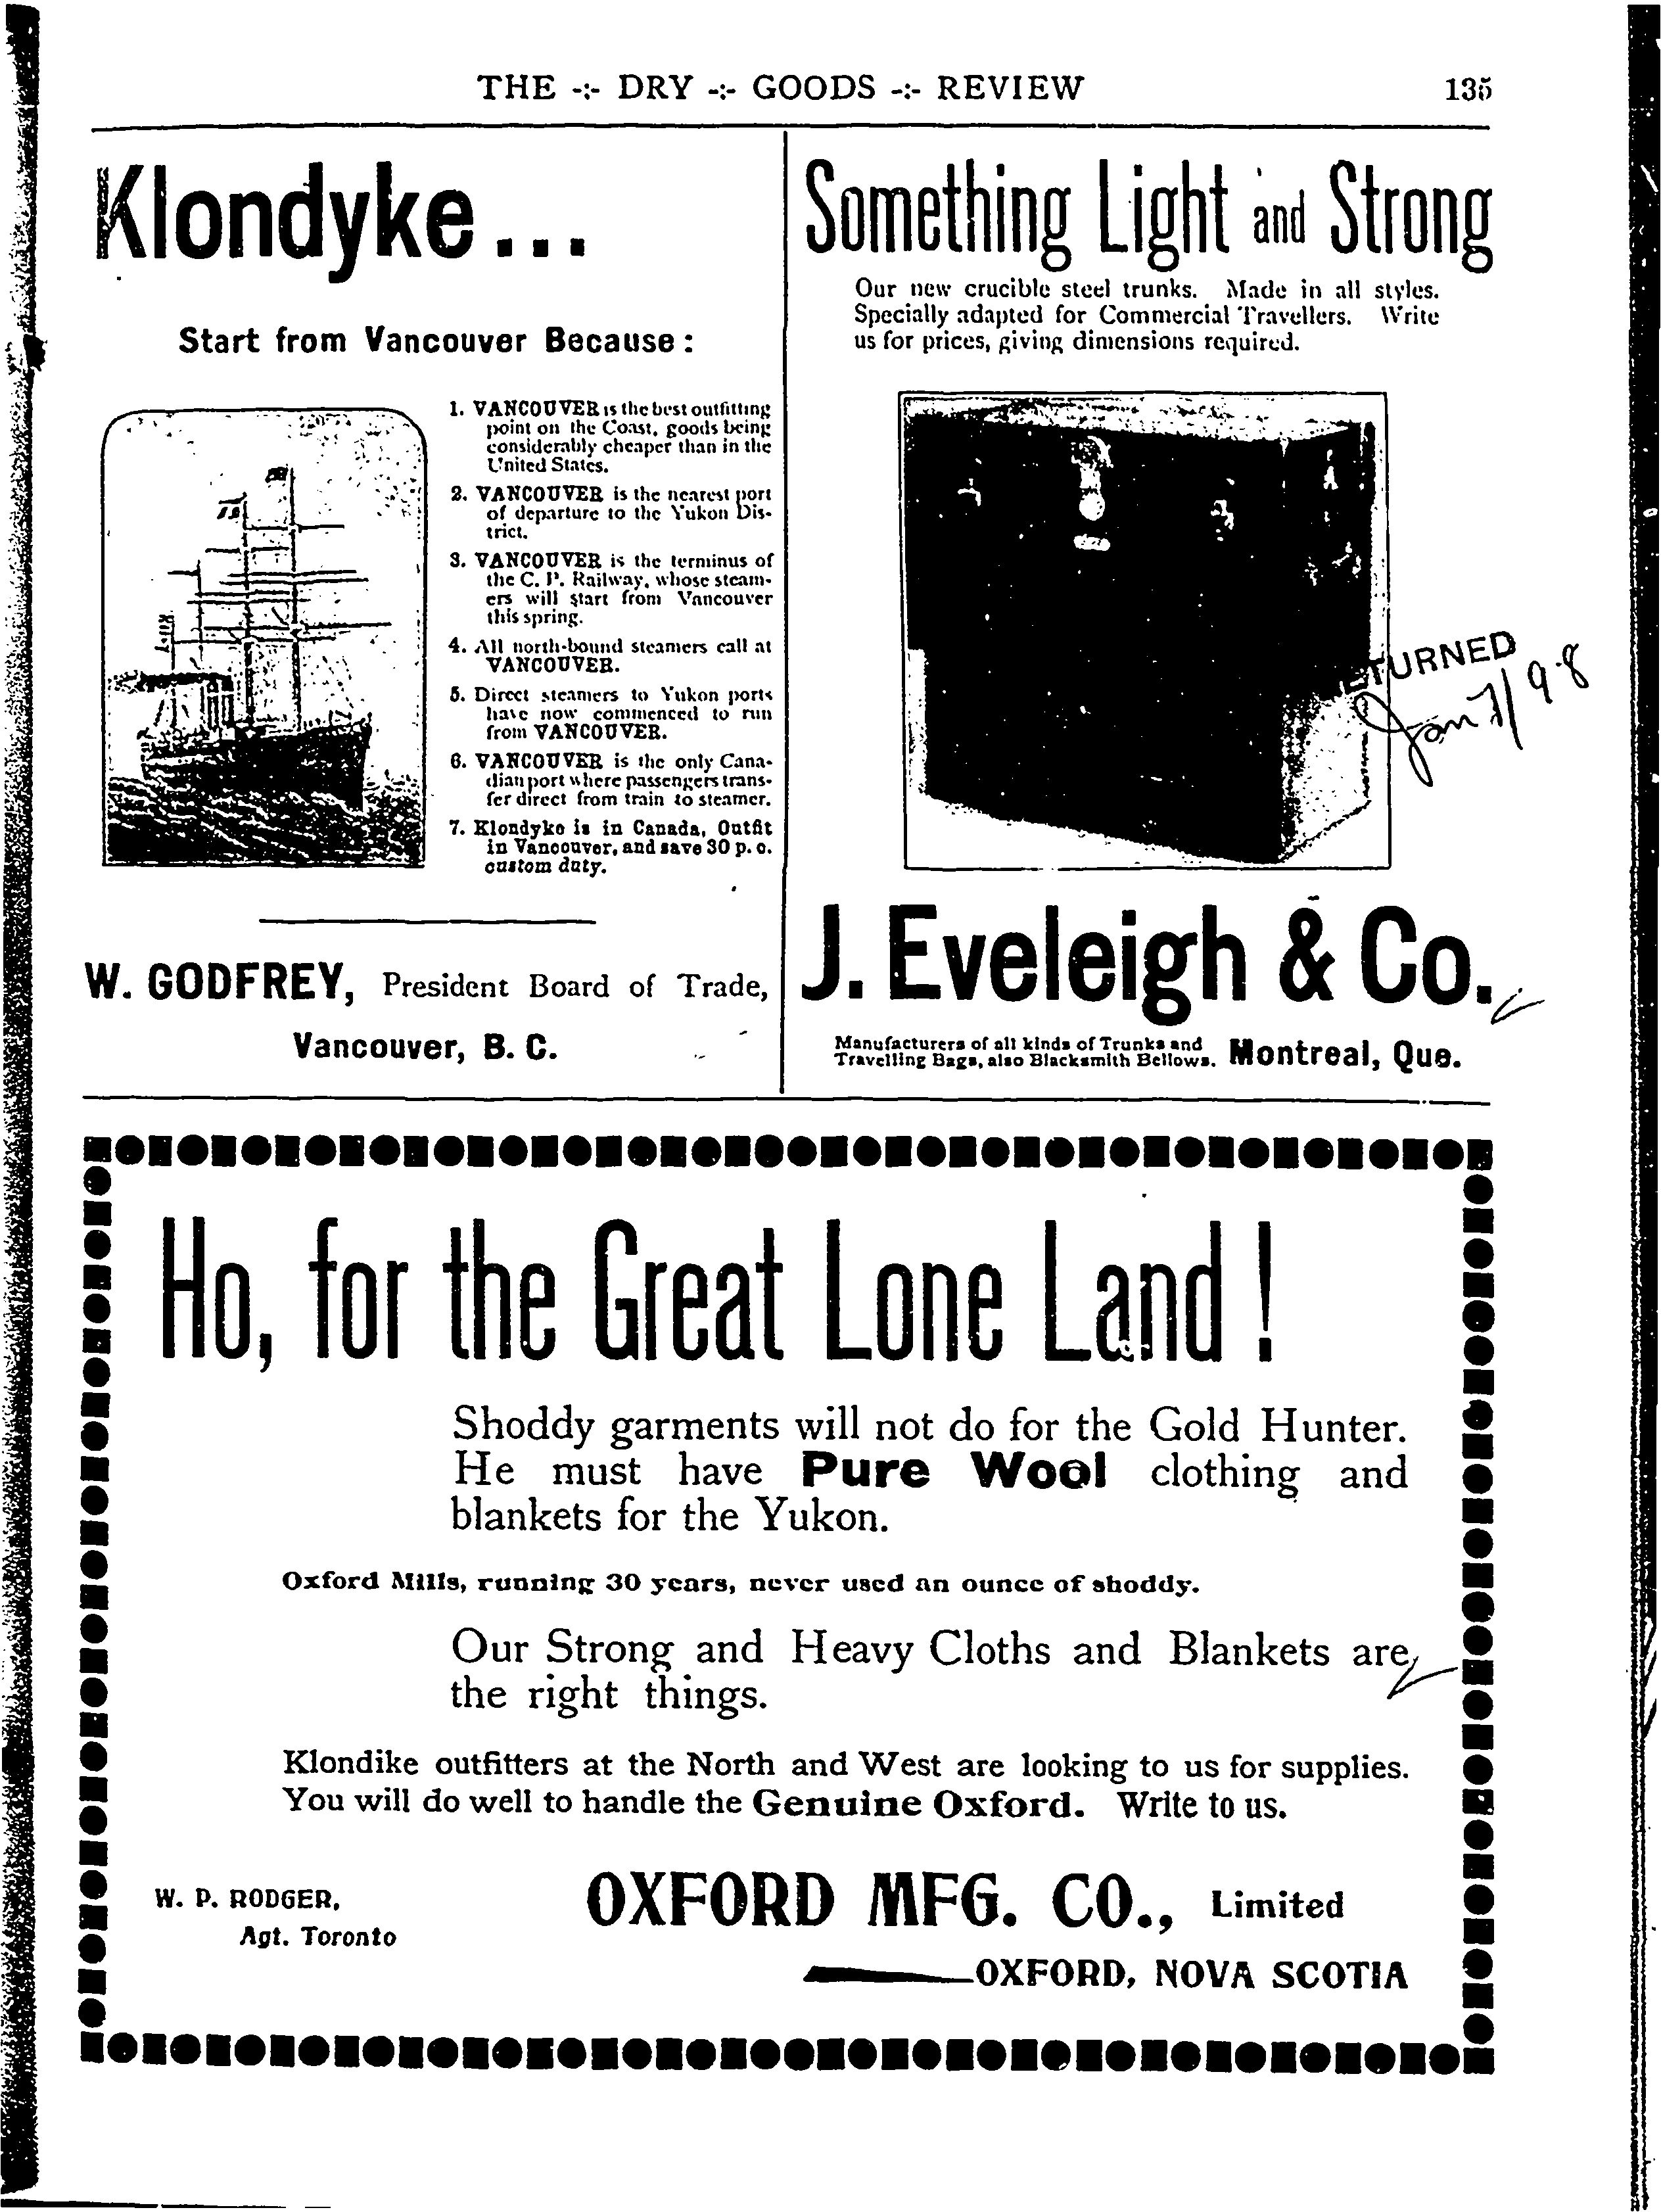 THE -:- DRY -:- GOODS -:- REVIEW 135
Klondyke...
Start from Vancouver Because:
1. VANCOUVER is the best outfitting
point on the Coast, goods being
considerably cheaper than in the
United States.
2. VANCOUVER is the nearest port
of departure to the Yukon Dis-
trict.
3. VANCOUVER is the terminus of
the C. P. Railway, whose steam-
ers will start from Vancouver
this spring.
4. All north-bound steamers call at
VANCOUVER.
5. Direct steamers to Yukon ports
have now commenced to run
from VANCOUVER.
6. VANCOUVER is the only Cana-
dian port where passengers trans-
fer direct from train to steamer.
7. Klondyke is in Canada, Outfit
in Vancouver, and save 30 p. c.
custom duty.
W. GODFREY, President Board of Trade,
Vancouver, B. C.
Something Light and Strong
Our new crucible steel trunks. Made in all styles.
Specially adapted for Commercial Travellers. Write
us for prices, giving dimensions required.
ETURNED
Jan 7/98
J. Eveleigh & Co.
Manufacturers of all kinds of Trunks and
Travelling Bags, also Blacksmith Bellows. Montreal, Que.
Ho, for the Great Lone Land!
Shoddy garments will not do for the Gold Hunter.
He must have Pure Wool clothing and
blankets for the Yukon.
Oxford Mills, running 30 years, never used an ounce of shoddy.
Our Strong and Heavy Cloths and Blankets are
the right things.
Klondike outfitters at the North and West are looking to us for supplies.
You will do well to handle the Genuine Oxford. Write to us.
W. P. RODGER,
Agt. Toronto
OXFORD MFG. CO., Limited
OXFORD, NOVA SCOTIA